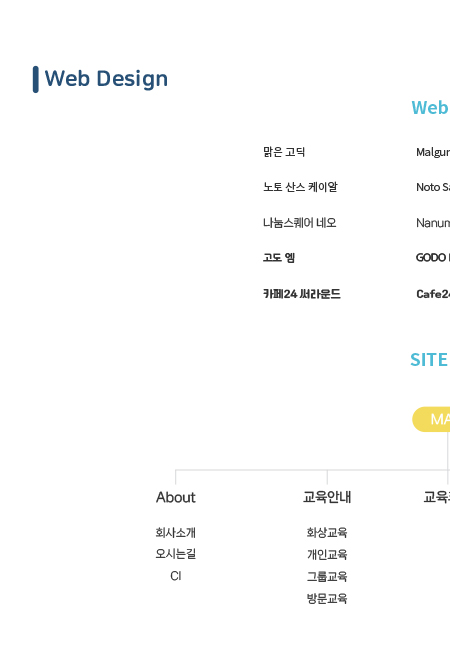 Web Design
Web
맑은 고딕 Malgun
노토 산스 케이알 Noto Sa
나눔스퀘어 네오 Nanum
고도 엠 GODO
카페24 써라운드 Cafe24
SITE
MA
About 교육안내 교육
회사소개 화상교육
오시는길 개인교육
CI 그룹교육
방문교육